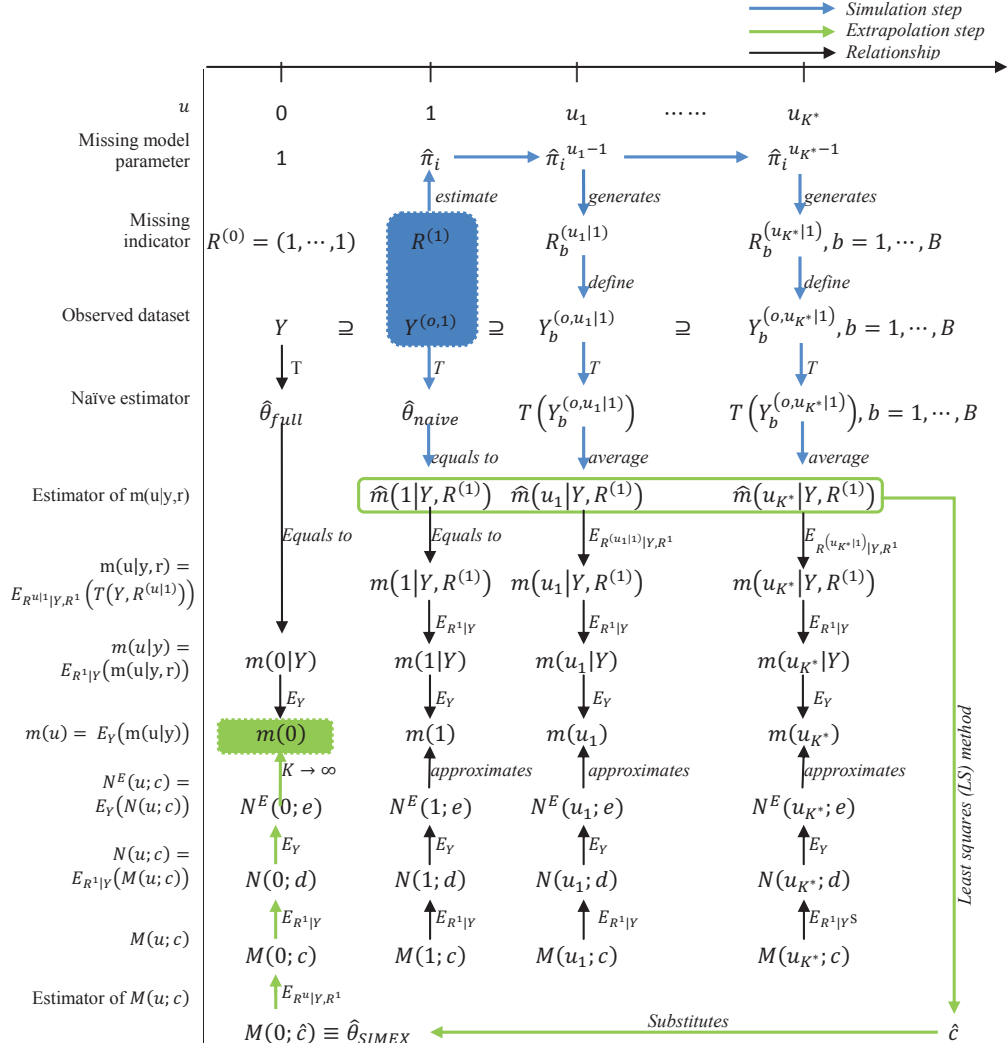 Simulation step
Extrapolation step
Relationship
u 0 1 u₁ ⋯⋯ u_{K*}
Missing model
parameter
1 π̂ᵢ π̂ᵢ^{u₁−1} π̂ᵢ^{u_{K*}−1}
estimate generates generates
Missing
indicator
R^{(0)} = (1, ⋯, 1) R^{(1)} R_b^{(u₁|1)} R_b^{(u_{K*}|1)}, b = 1, ⋯, B
define define
Observed dataset
Y ⊇ Y^{(o,1)} ⊇ Y_b^{(o,u₁|1)} ⊇ Y_b^{(o,u_{K*}|1)}, b = 1, ⋯, B
T T T T
Naïve estimator
θ̂_{full} θ̂_{naive} T(Y_b^{(o,u₁|1)}) T(Y_b^{(o,u_{K*}|1)}), b = 1, ⋯, B
equals to average average
Estimator of m(u|y,r) m̂(1|Y, R^{(1)}) m̂(u₁|Y, R^{(1)}) m̂(u_{K*}|Y, R^{(1)})
Equals to Equals to E_{R^{(u₁|1)}|Y,R¹} E_{R^{(u_{K*}|1)}|Y,R¹}
m(u|y,r) =
E_{R^{u|1}|Y,R¹}(T(Y, R^{(u|1)}))
m(1|Y, R^{(1)}) m(u₁|Y, R^{(1)}) m(u_{K*}|Y, R^{(1)})
E_{R¹|Y} E_{R¹|Y} E_{R¹|Y}
m(u|y) =
E_{R¹|Y}(m(u|y,r))
m(0|Y) m(1|Y) m(u₁|Y) m(u_{K*}|Y)
E_Y E_Y E_Y E_Y
m(u) = E_Y(m(u|y)) m(0) m(1) m(u₁) m(u_{K*})
K → ∞ approximates approximates approximates
N^E(u; c) =
E_Y(N(u; c))
N^E(0; e) N^E(1; e) N^E(u₁; e) N^E(u_{K*}; e)
E_Y E_Y E_Y E_Y
N(u; c) =
E_{R¹|Y}(M(u; c))
N(0; d) N(1; d) N(u₁; d) N(u_{K*}; d)
E_{R¹|Y} E_{R¹|Y} E_{R¹|Y} E_{R¹|Y}s
M(u; c)
M(0; c) M(1; c) M(u₁; c) M(u_{K*}; c)
Estimator of M(u; c) E_{R^u|Y,R¹}
M(0; ĉ) ≡ θ̂_{SIMEX} Substitutes ĉ
Least squares (LS) method